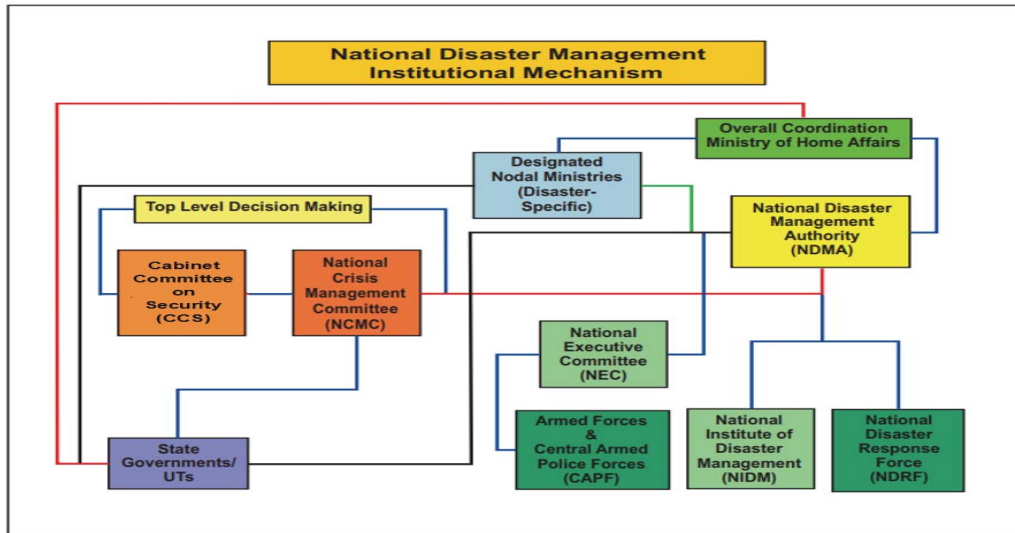 National Disaster Management
Institutional Mechanism
Overall Coordination
Ministry of Home Affairs
Designated
Nodal Ministries
(Disaster-
Specific)
Top Level Decision Making
National Disaster
Management
Authority
(NDMA)
Cabinet
Committee
on
Security
(CCS)
National
Crisis
Management
Committee
(NCMC)
National
Executive
Committee
(NEC)
State
Governments/
UTs
Armed Forces
&
Central Armed
Police Forces
(CAPF)
National
Institute of
Disaster
Management
(NIDM)
National
Disaster
Response
Force
(NDRF)